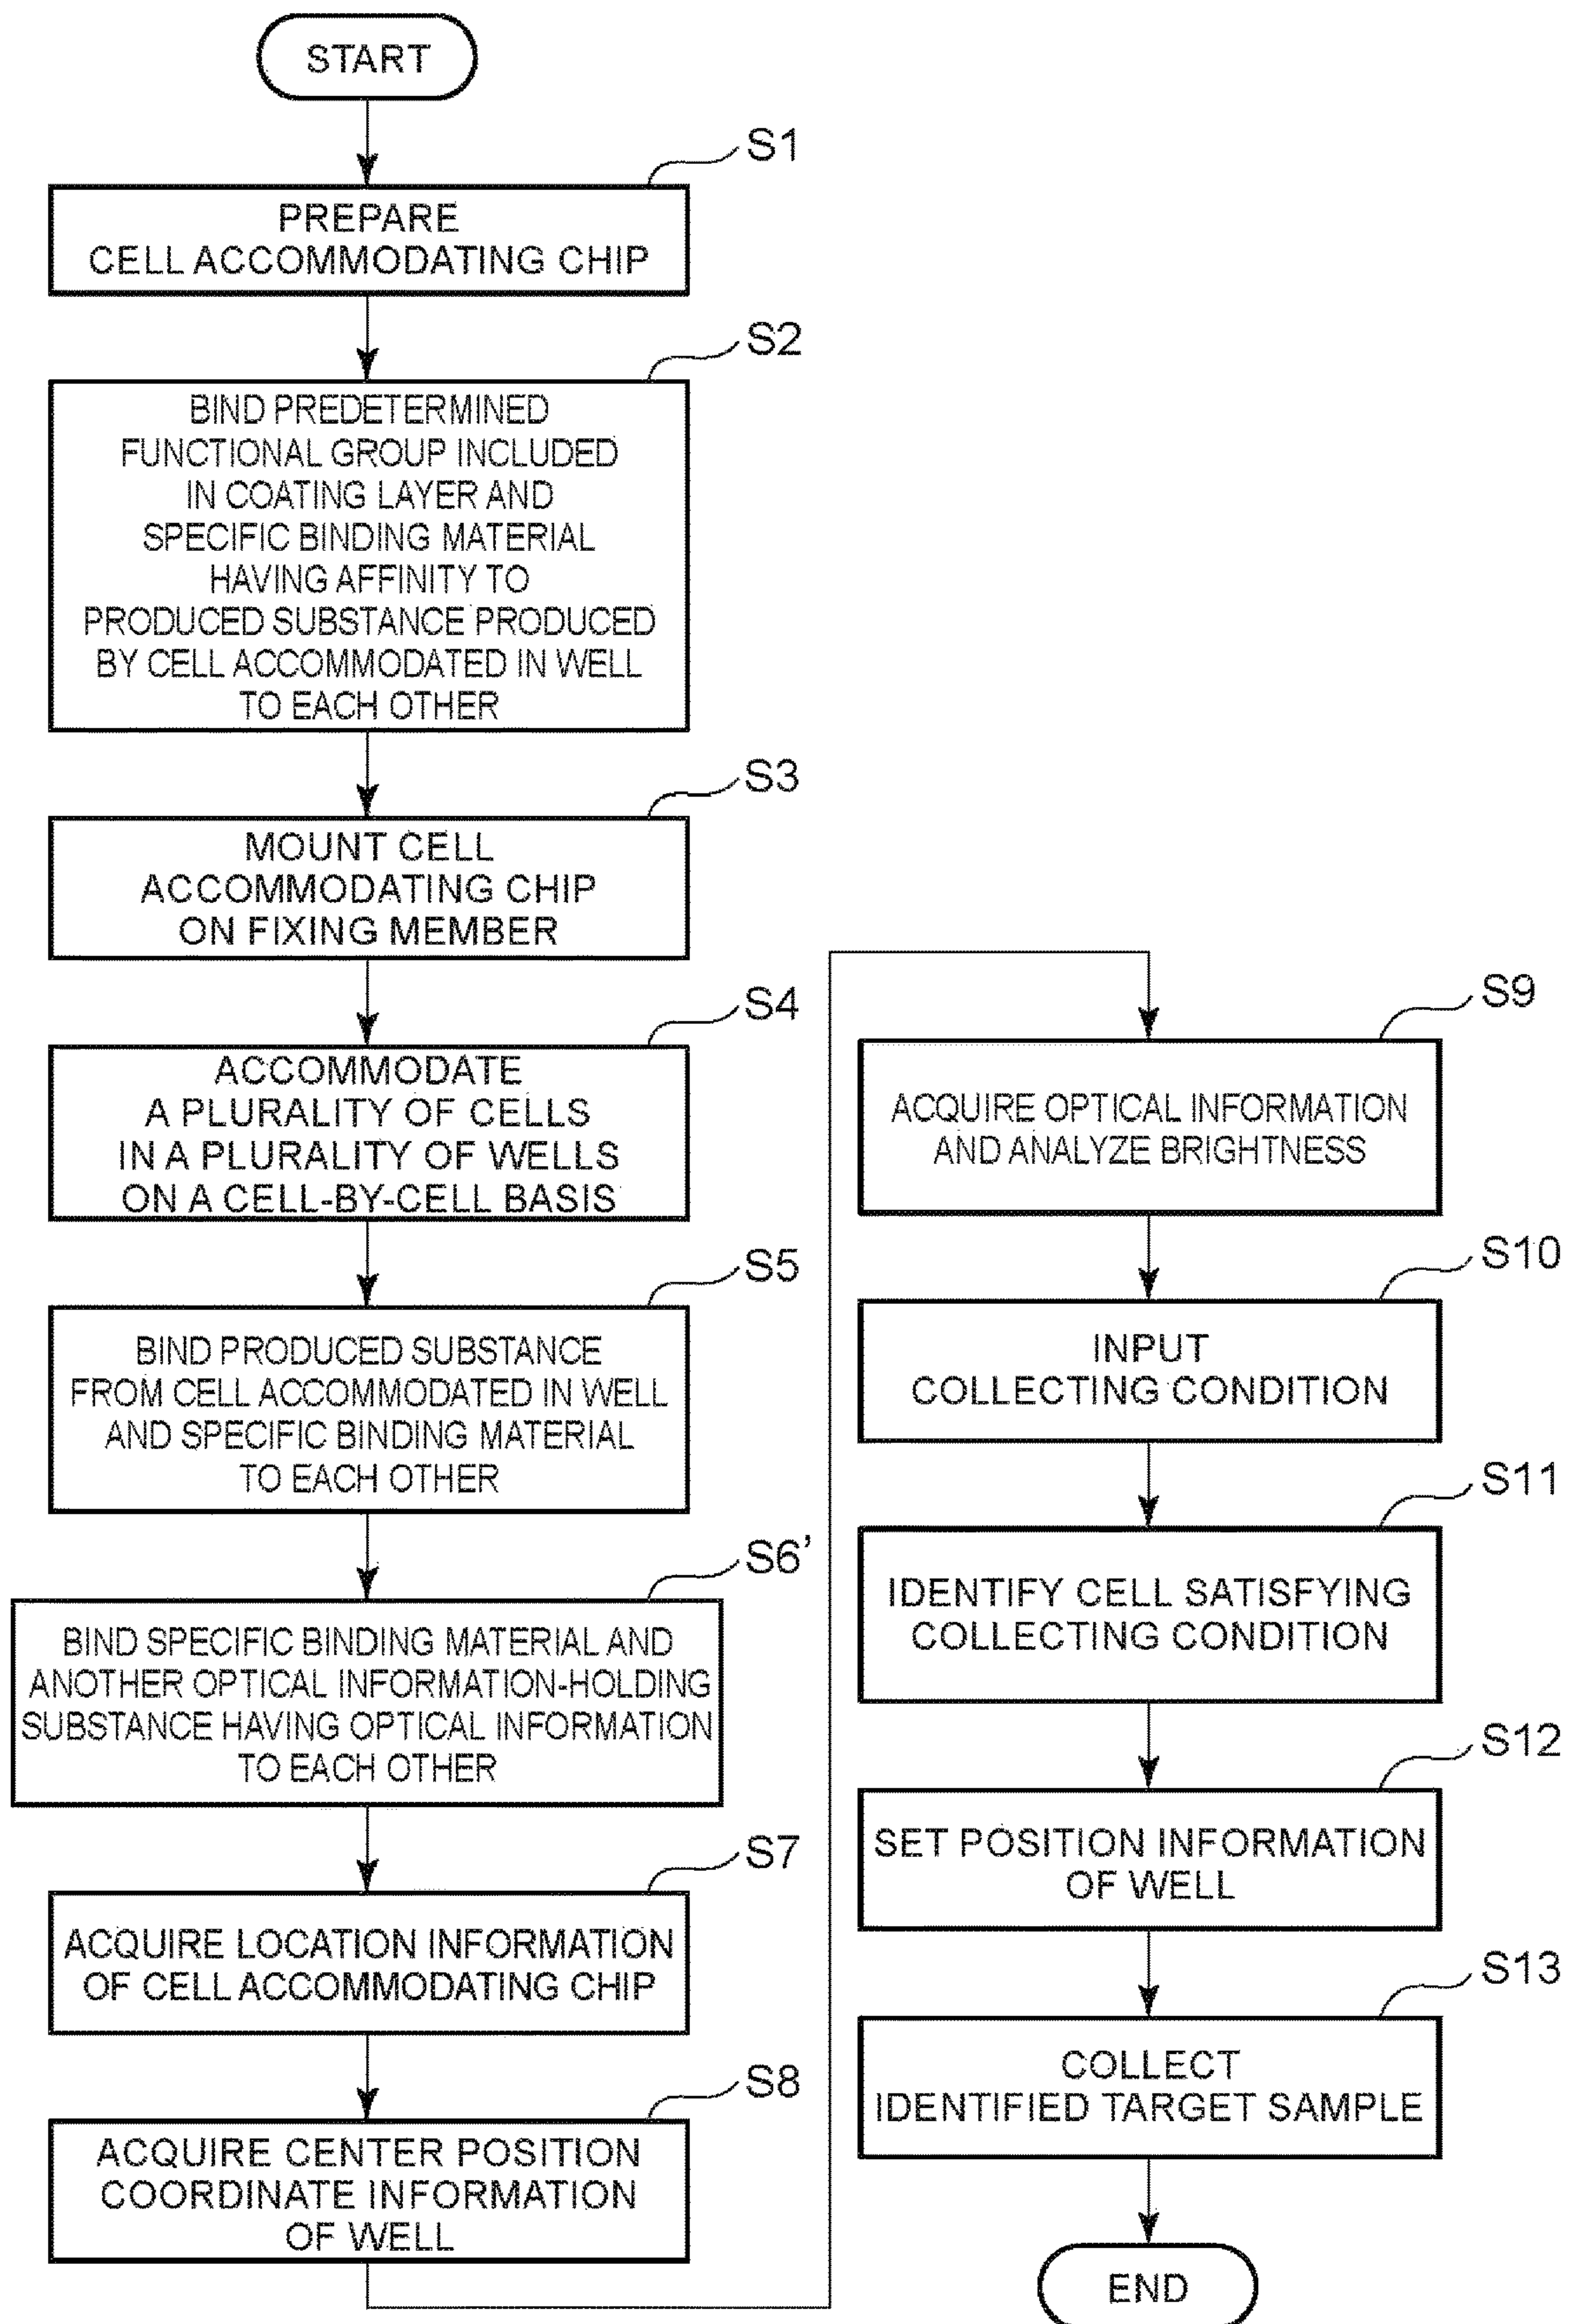 START
S1
PREPARE
CELL ACCOMMODATING CHIP
S2
BIND PREDETERMINED
FUNCTIONAL GROUP INCLUDED
IN COATING LAYER AND
SPECIFIC BINDING MATERIAL
HAVING AFFINITY TO
PRODUCED SUBSTANCE PRODUCED
BY CELL ACCOMMODATED IN WELL
TO EACH OTHER
S3
MOUNT CELL
ACCOMMODATING CHIP
ON FIXING MEMBER
S4
ACCOMMODATE
A PLURALITY OF CELLS
IN A PLURALITY OF WELLS
ON A CELL-BY-CELL BASIS
S5
BIND PRODUCED SUBSTANCE
FROM CELL ACCOMMODATED IN WELL
AND SPECIFIC BINDING MATERIAL
TO EACH OTHER
S6’
BIND SPECIFIC BINDING MATERIAL AND
ANOTHER OPTICAL INFORMATION-HOLDING
SUBSTANCE HAVING OPTICAL INFORMATION
TO EACH OTHER
S7
ACQUIRE LOCATION INFORMATION
OF CELL ACCOMMODATING CHIP
S8
ACQUIRE CENTER POSITION
COORDINATE INFORMATION
OF WELL
S9
ACQUIRE OPTICAL INFORMATION
AND ANALYZE BRIGHTNESS
S10
INPUT
COLLECTING CONDITION
S11
IDENTIFY CELL SATISFYING
COLLECTING CONDITION
S12
SET POSITION INFORMATION
OF WELL
S13
COLLECT
IDENTIFIED TARGET SAMPLE
END